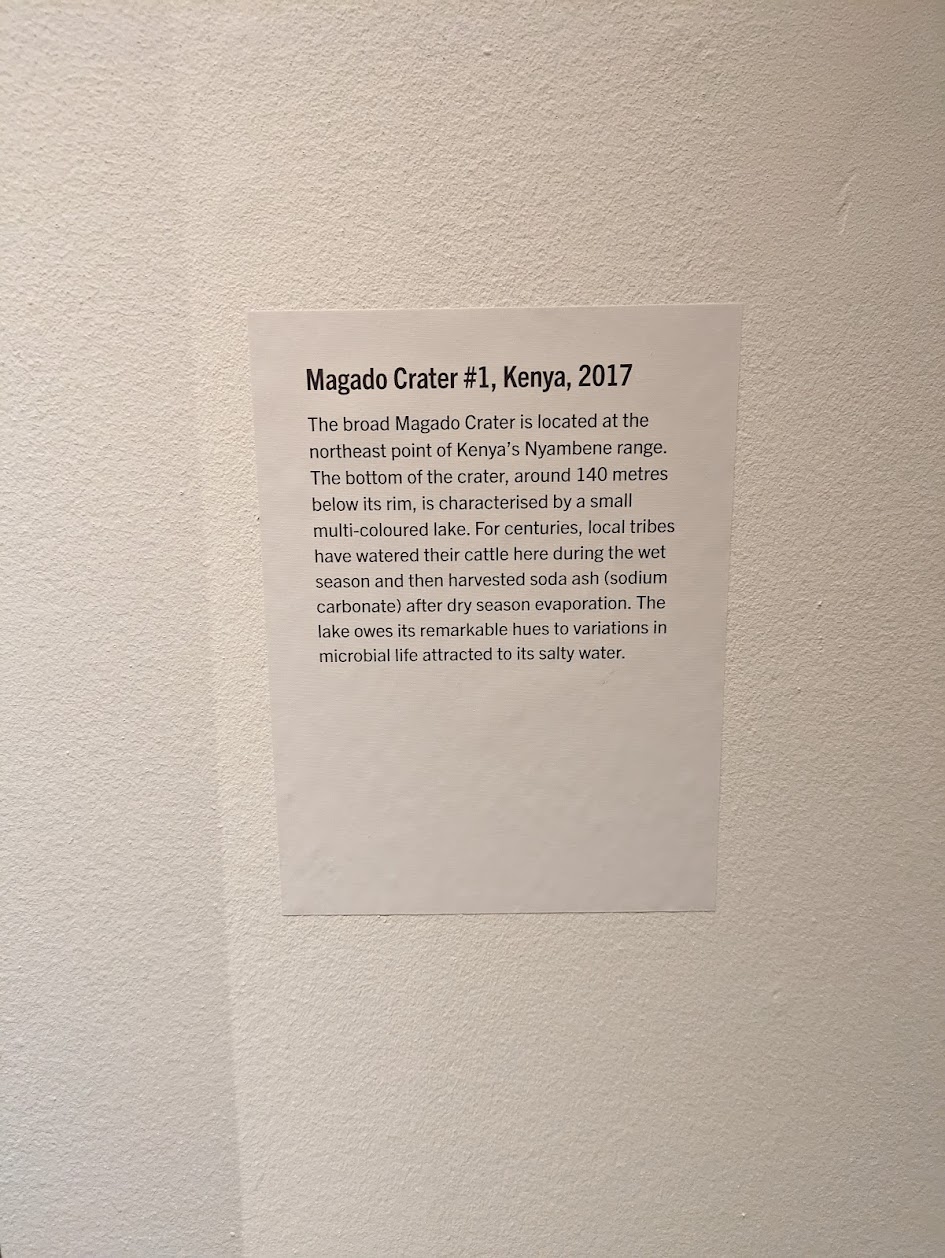 Magado Crater #1, Kenya, 2017
The broad Magado Crater is located at the
northeast point of Kenya’s Nyambene range.
The bottom of the crater, around 140 metres
below its rim, is characterised by a small
multi-coloured lake. For centuries, local tribes
have watered their cattle here during the wet
season and then harvested soda ash (sodium
carbonate) after dry season evaporation. The
lake owes its remarkable hues to variations in
microbial life attracted to its salty water.